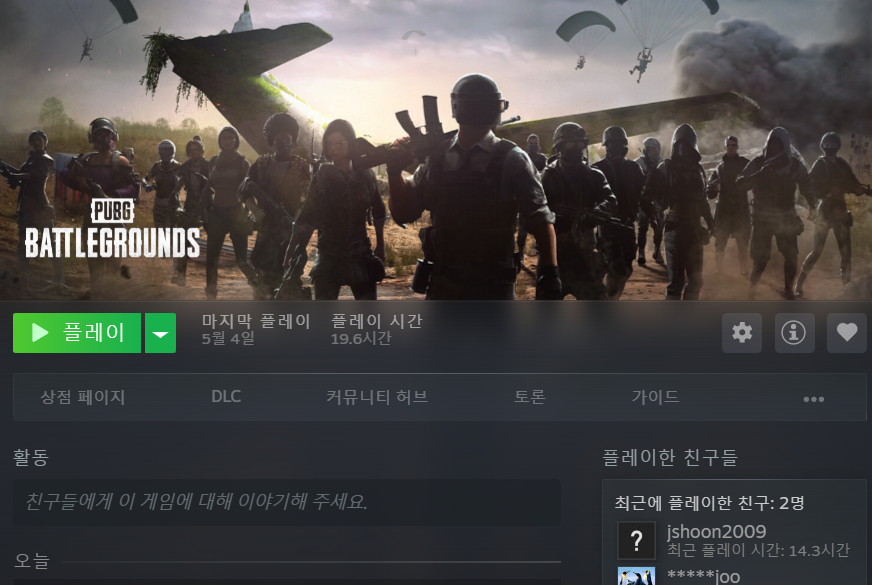 PUBG
BATTLEGROUNDS
플레이
마지막 플레이
5월 4일
플레이 시간
19.6시간
상점 페이지 DLC 커뮤니티 허브 토론 가이드
활동
친구들에게 이 게임에 대해 이야기해 주세요.
오늘
플레이한 친구들
최근에 플레이한 친구: 2명
jshoon2009
최근 플레이 시간: 14.3시간
*****joo